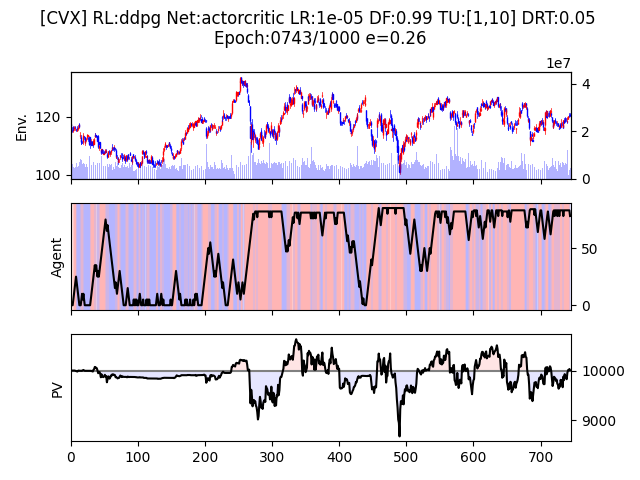 [CVX] RL:ddpg Net:actorcritic LR:1e-05 DF:0.99 TU:[1,10] DRT:0.05
Epoch:0743/1000 e=0.26
1e7
Env.
120
100
4
2
0
Agent
50
0
PV
10000
9000
0 100 200 300 400 500 600 700